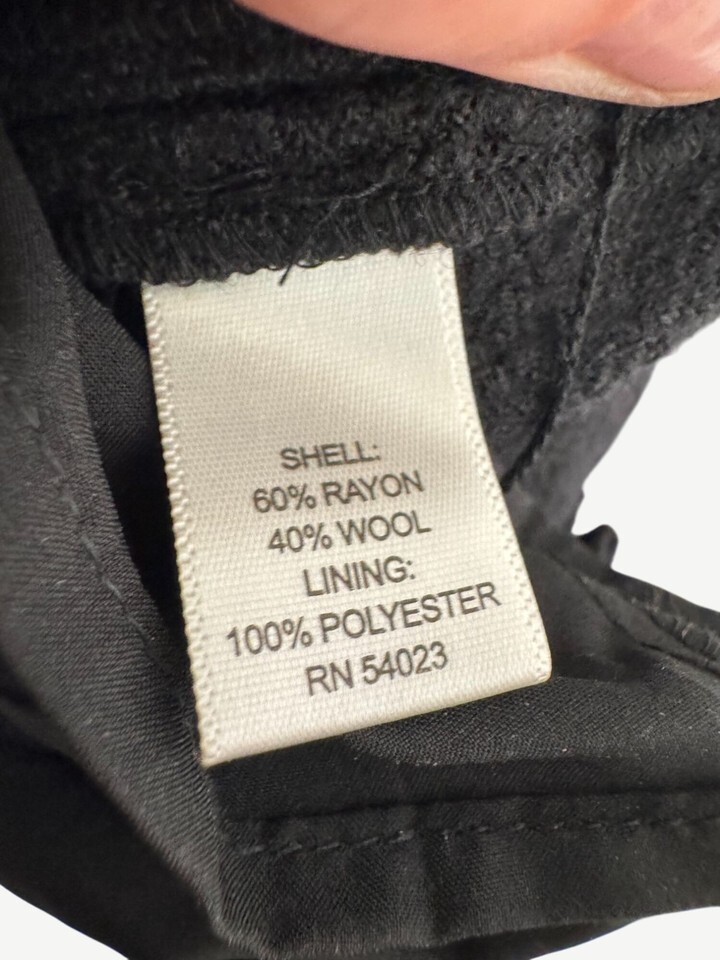 SHELL:
60% RAYON
40% WOOL
LINING:
100% POLYESTER
RN 54023